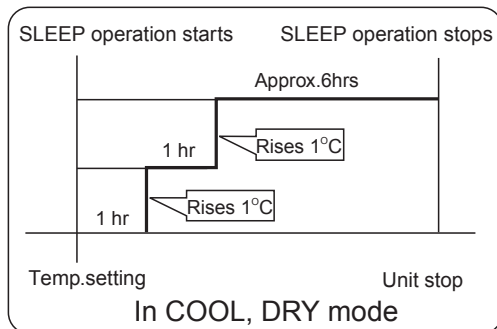 SLEEP operation starts
SLEEP operation stops
Approx.6hrs
1 hr
Rises 1°C
1 hr
Rises 1°C
Temp.setting
Unit stop
In COOL, DRY mode